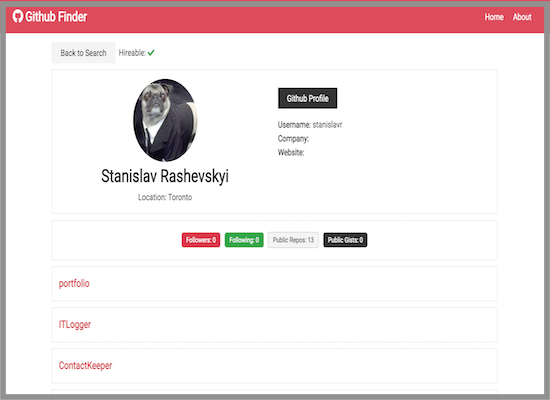 Github Finder Home About
Back to Search Hireable:
Github Profile
Username: stanislavr
Company:
Website:
Stanislav Rashevskyi
Location: Toronto
Followers: 0 Following: 0 Public Repos: 13 Public Gists: 0
portfolio
ITLogger
ContactKeeper